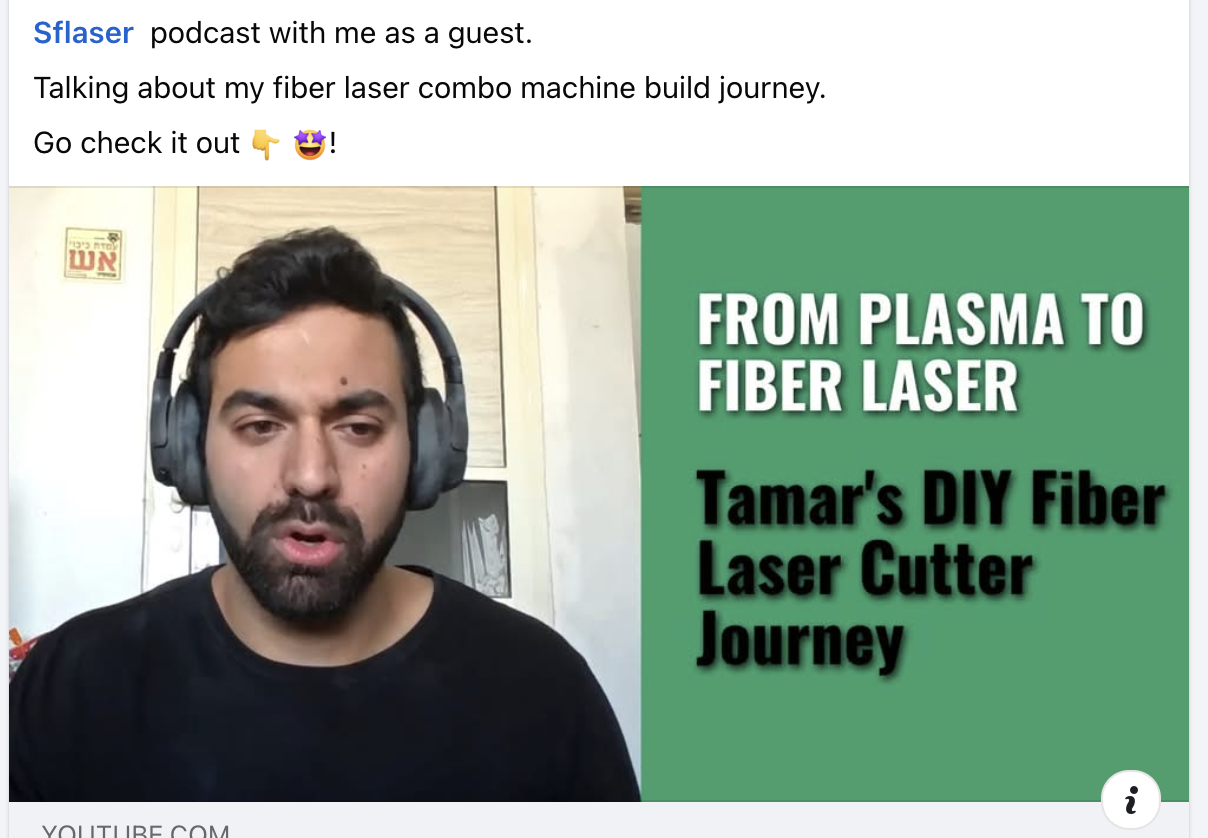 Sflaser podcast with me as a guest.
Talking about my fiber laser combo machine build journey.
Go check it out 👇 🤩!
עמדת כיבוי
אש
FROM PLASMA TO
FIBER LASER
Tamar's DIY Fiber
Laser Cutter
Journey
i
YOUTUBE.COM